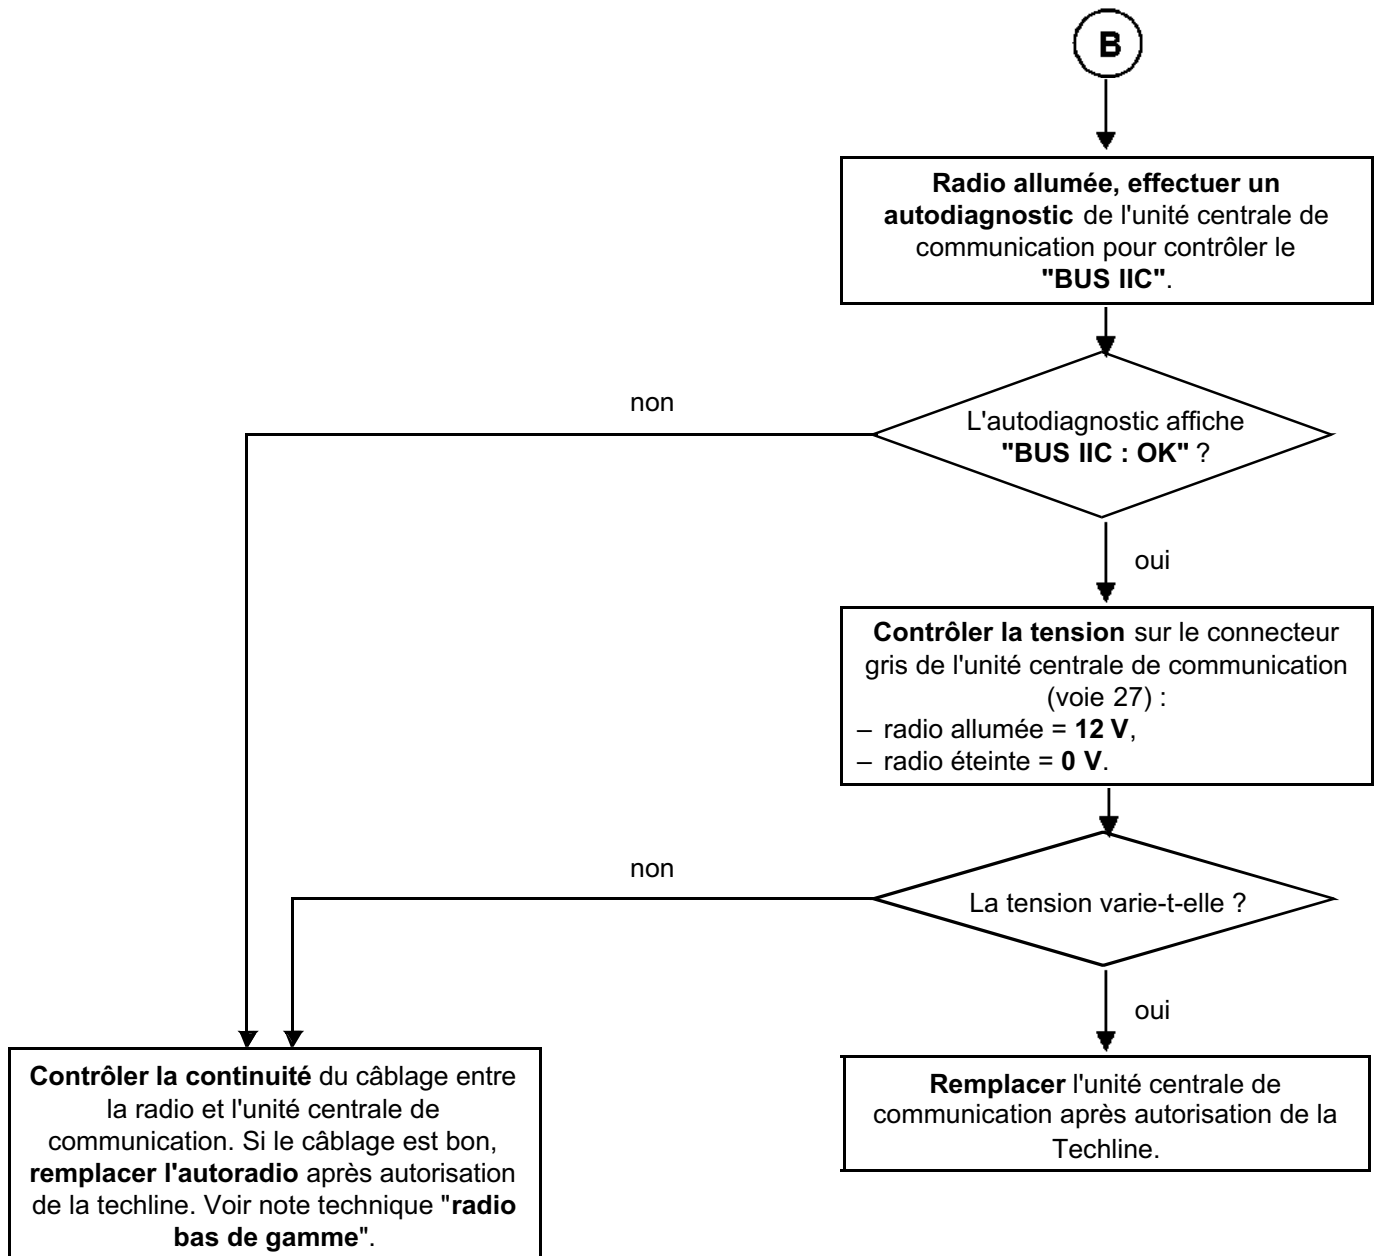 B
Radio allumée, effectuer un
autodiagnostic de l'unité centrale de
communication pour contrôler le
"BUS IIC".
non
L'autodiagnostic affiche
"BUS IIC : OK" ?
oui
Contrôler la tension sur le connecteur
gris de l'unité centrale de communication
(voie 27) :
– radio allumée = 12 V,
– radio éteinte = 0 V.
non
La tension varie-t-elle ?
oui
Contrôler la continuité du câblage entre
la radio et l'unité centrale de
communication. Si le câblage est bon,
remplacer l'autoradio après autorisation
de la techline. Voir note technique "radio
bas de gamme".
Remplacer l'unité centrale de
communication après autorisation de la
Techline.